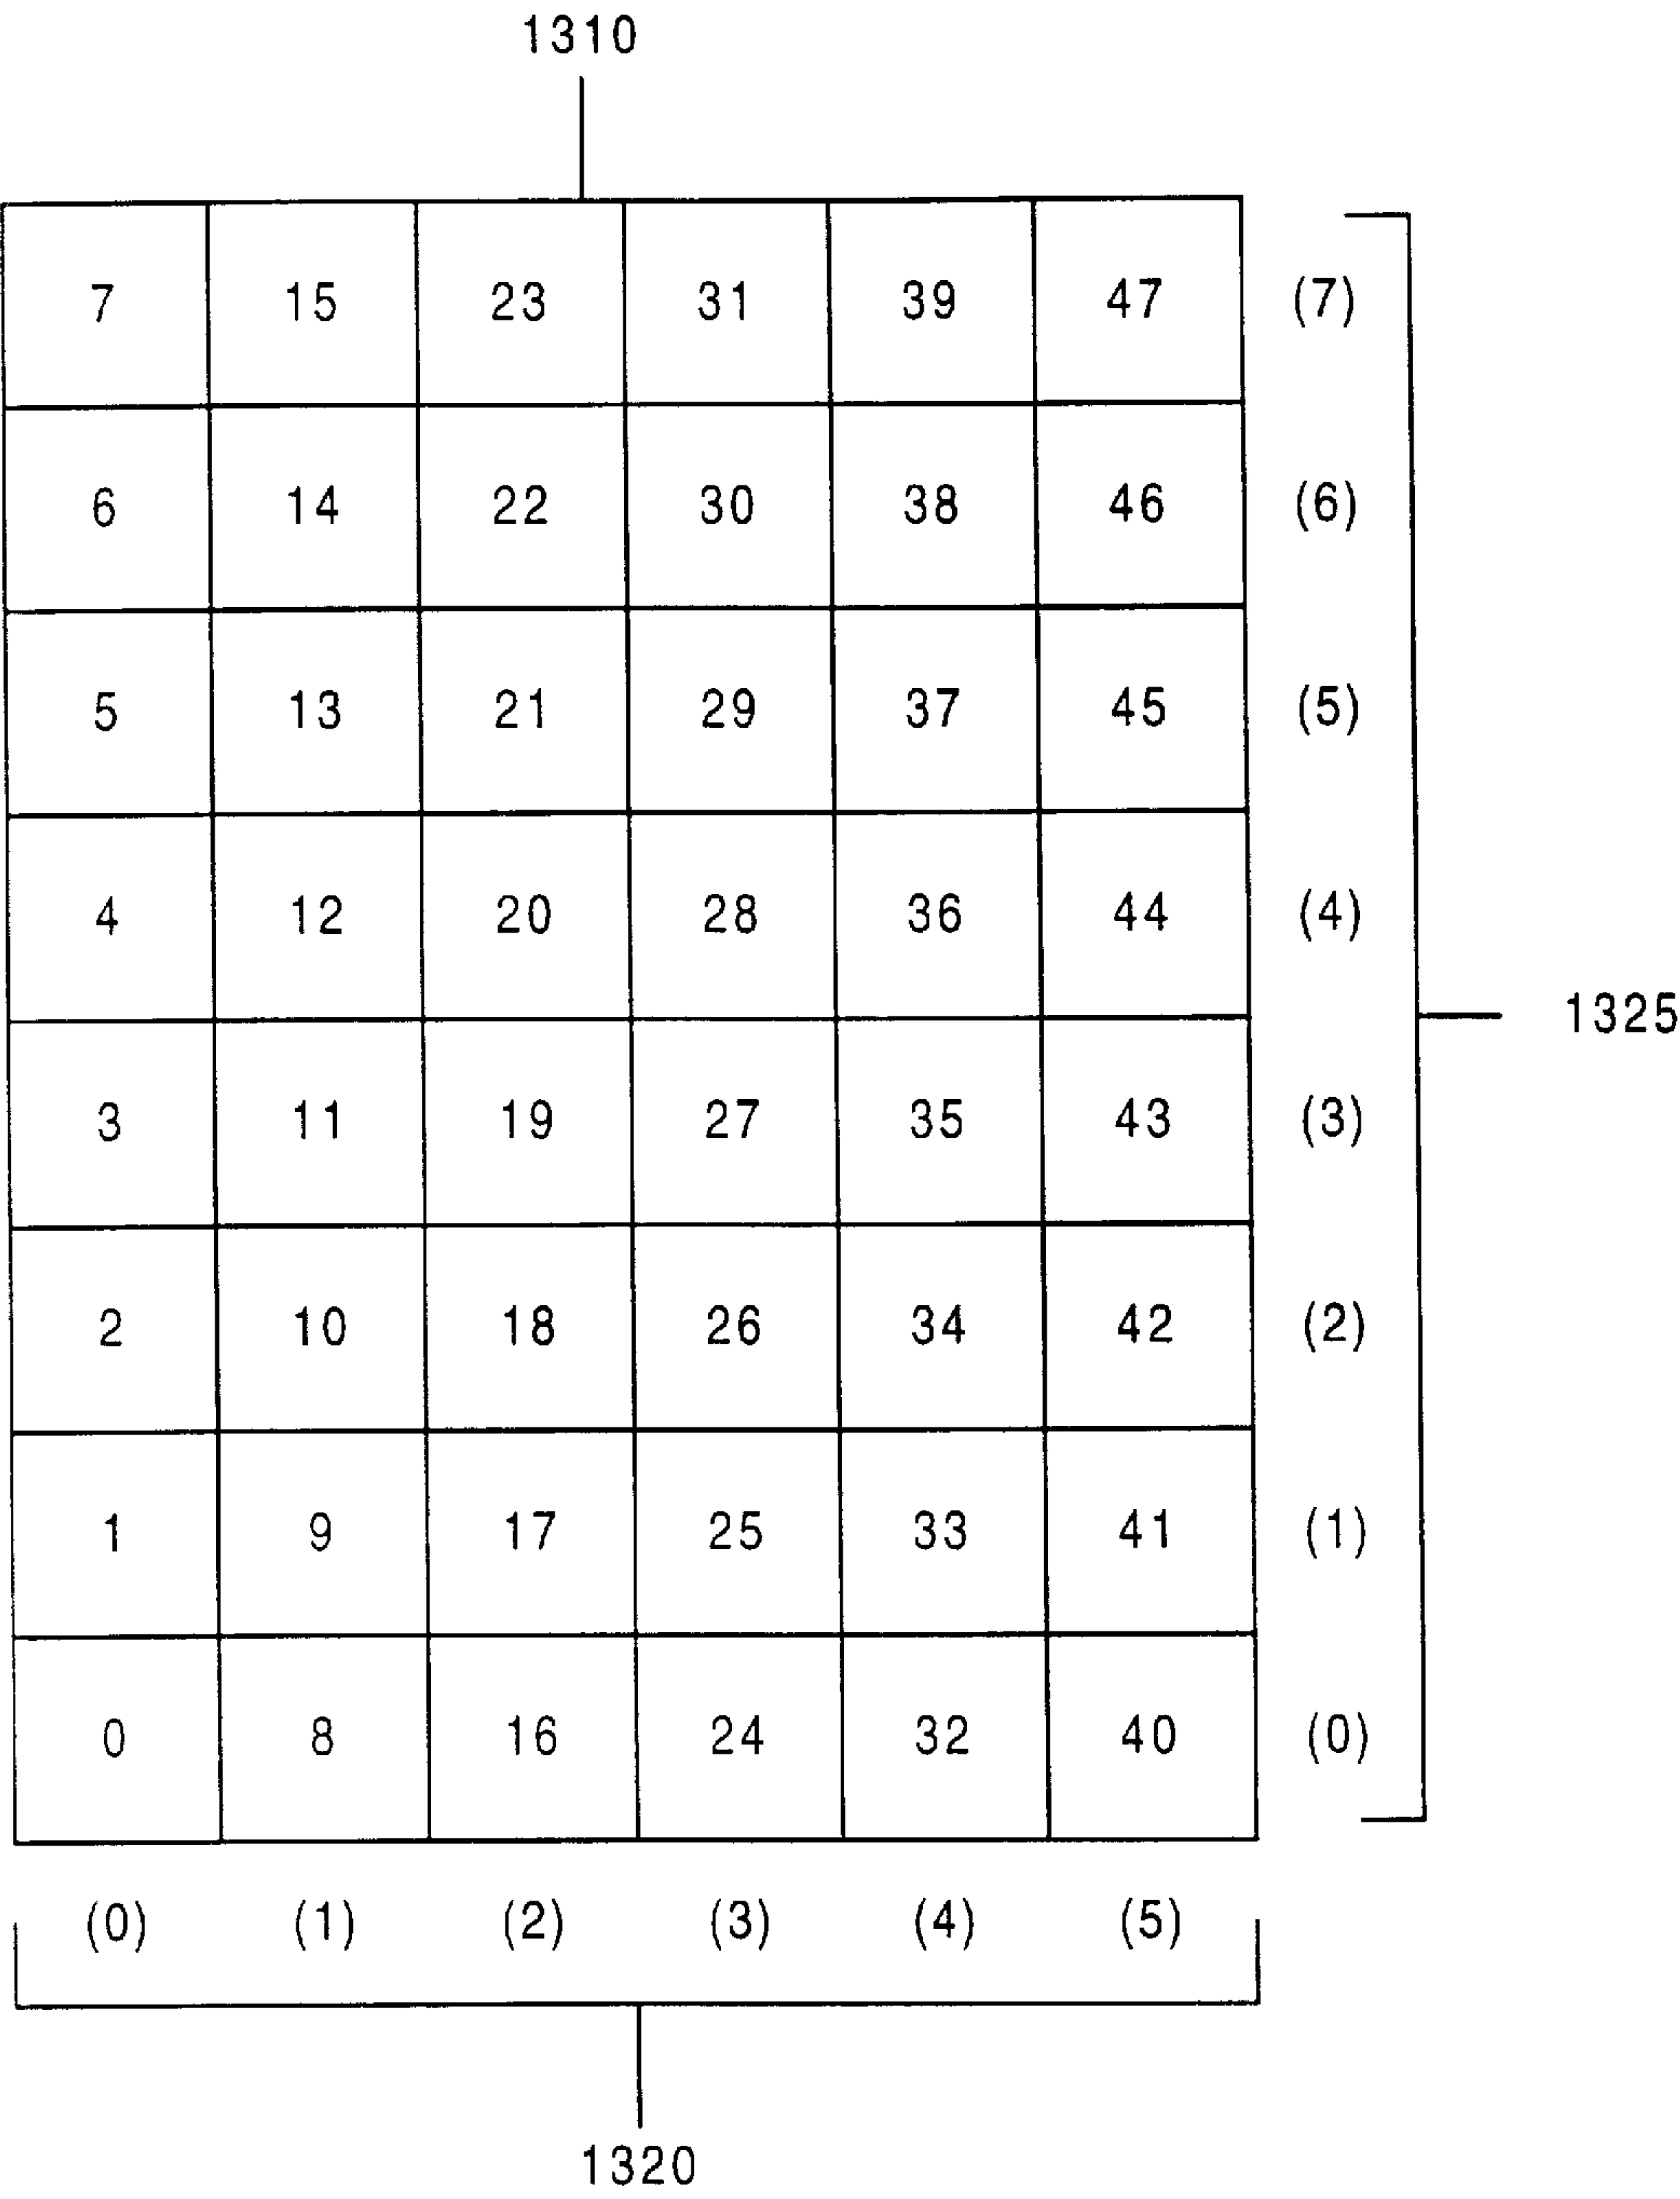 1310
7 15 23 31 39 47 (7)
6 14 22 30 38 46 (6)
5 13 21 29 37 45 (5)
4 12 20 28 36 44 (4)
1325
3 11 19 27 35 43 (3)
2 10 18 26 34 42 (2)
1 9 17 25 33 41 (1)
0 8 16 24 32 40 (0)
(0) (1) (2) (3) (4) (5)
1320